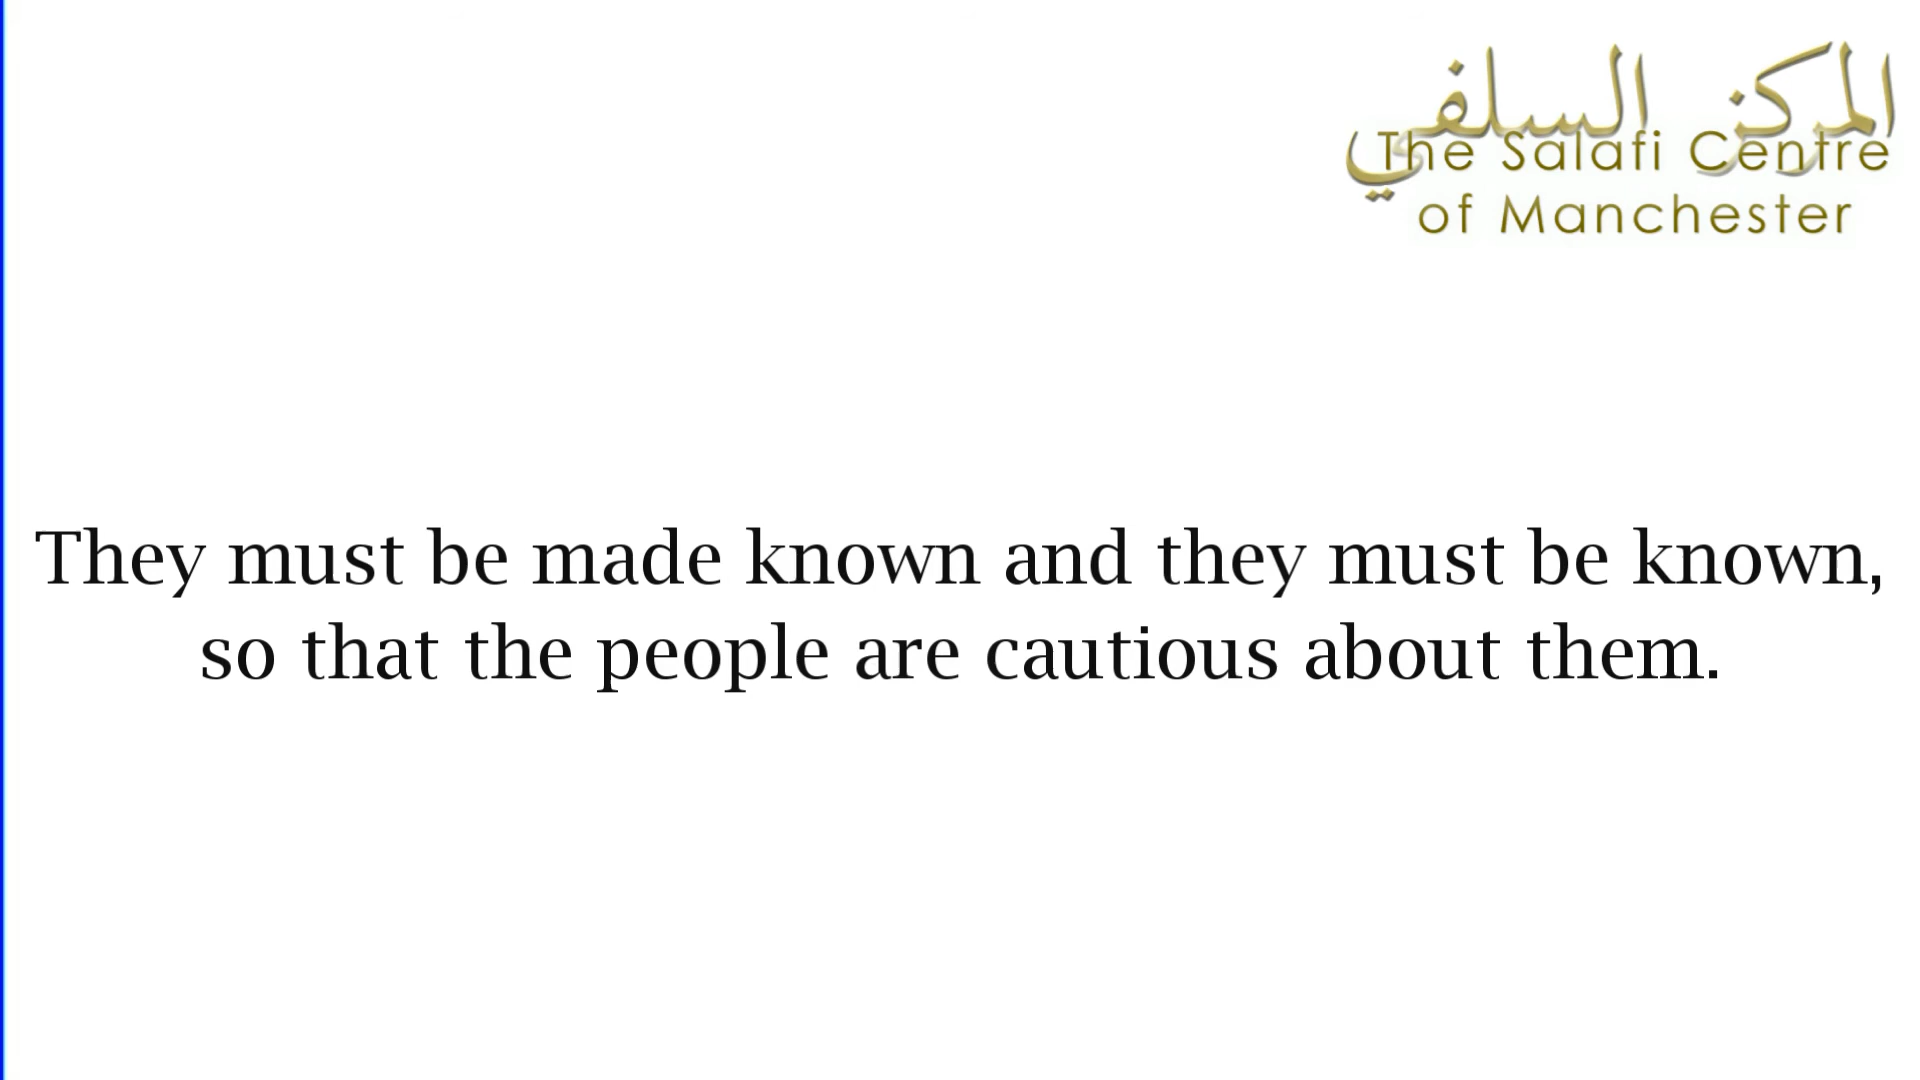 المركز السلفي
The Salafi Centre
of Manchester
They must be made known and they must be known,
so that the people are cautious about them.